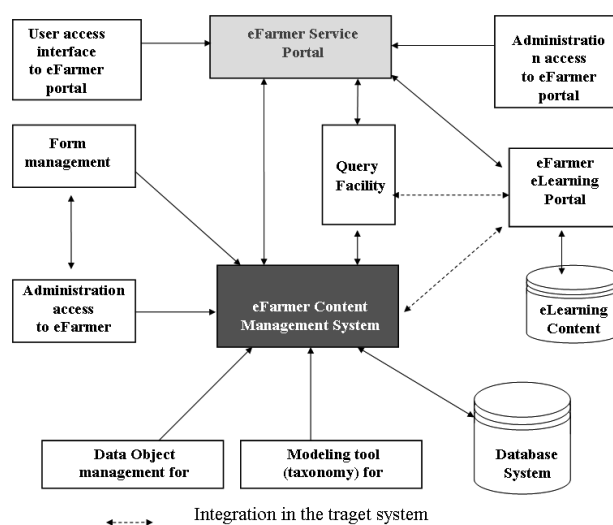 User access
interface
to eFarmer
portal
eFarmer Service
Portal
Administratio
n access
to eFarmer
portal
Form
management
Query
Facility
eFarmer
eLearning
Portal
Administration
access
to eFarmer
eFarmer Content
Management System
eLearning
Content
Data Object
management for
Modeling tool
(taxonomy) for
Database
System
Integration in the traget system